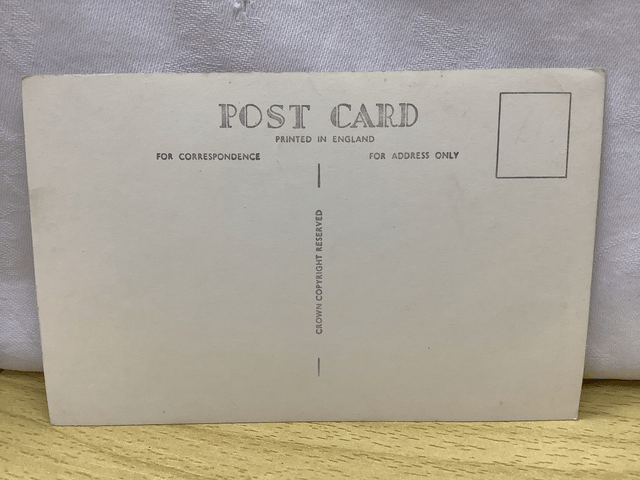 POST CARD
PRINTED IN ENGLAND
FOR CORRESPONDENCE
FOR ADDRESS ONLY
CROWN COPYRIGHT RESERVED